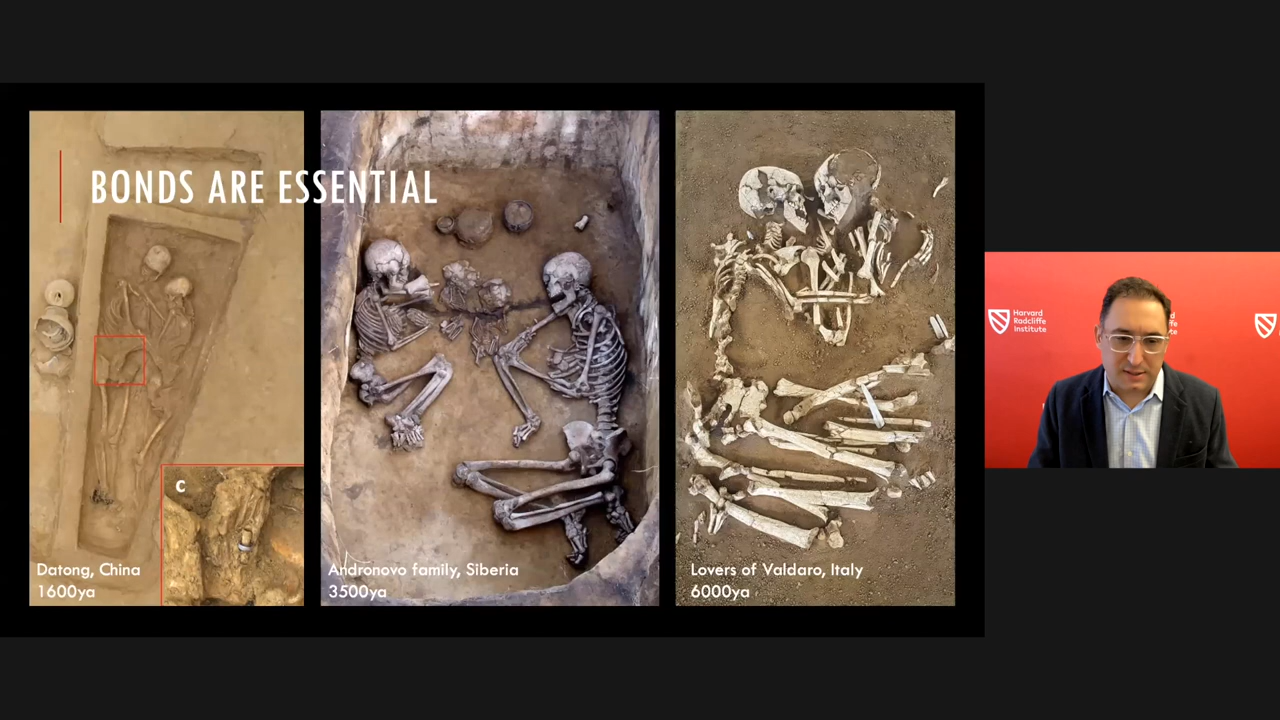 BONDS ARE ESSENTIAL
c
Datong, China
1600ya
Andronovo family, Siberia
3500ya
Lovers of Valdaro, Italy
6000ya
Harvard
Radcliffe
Institute